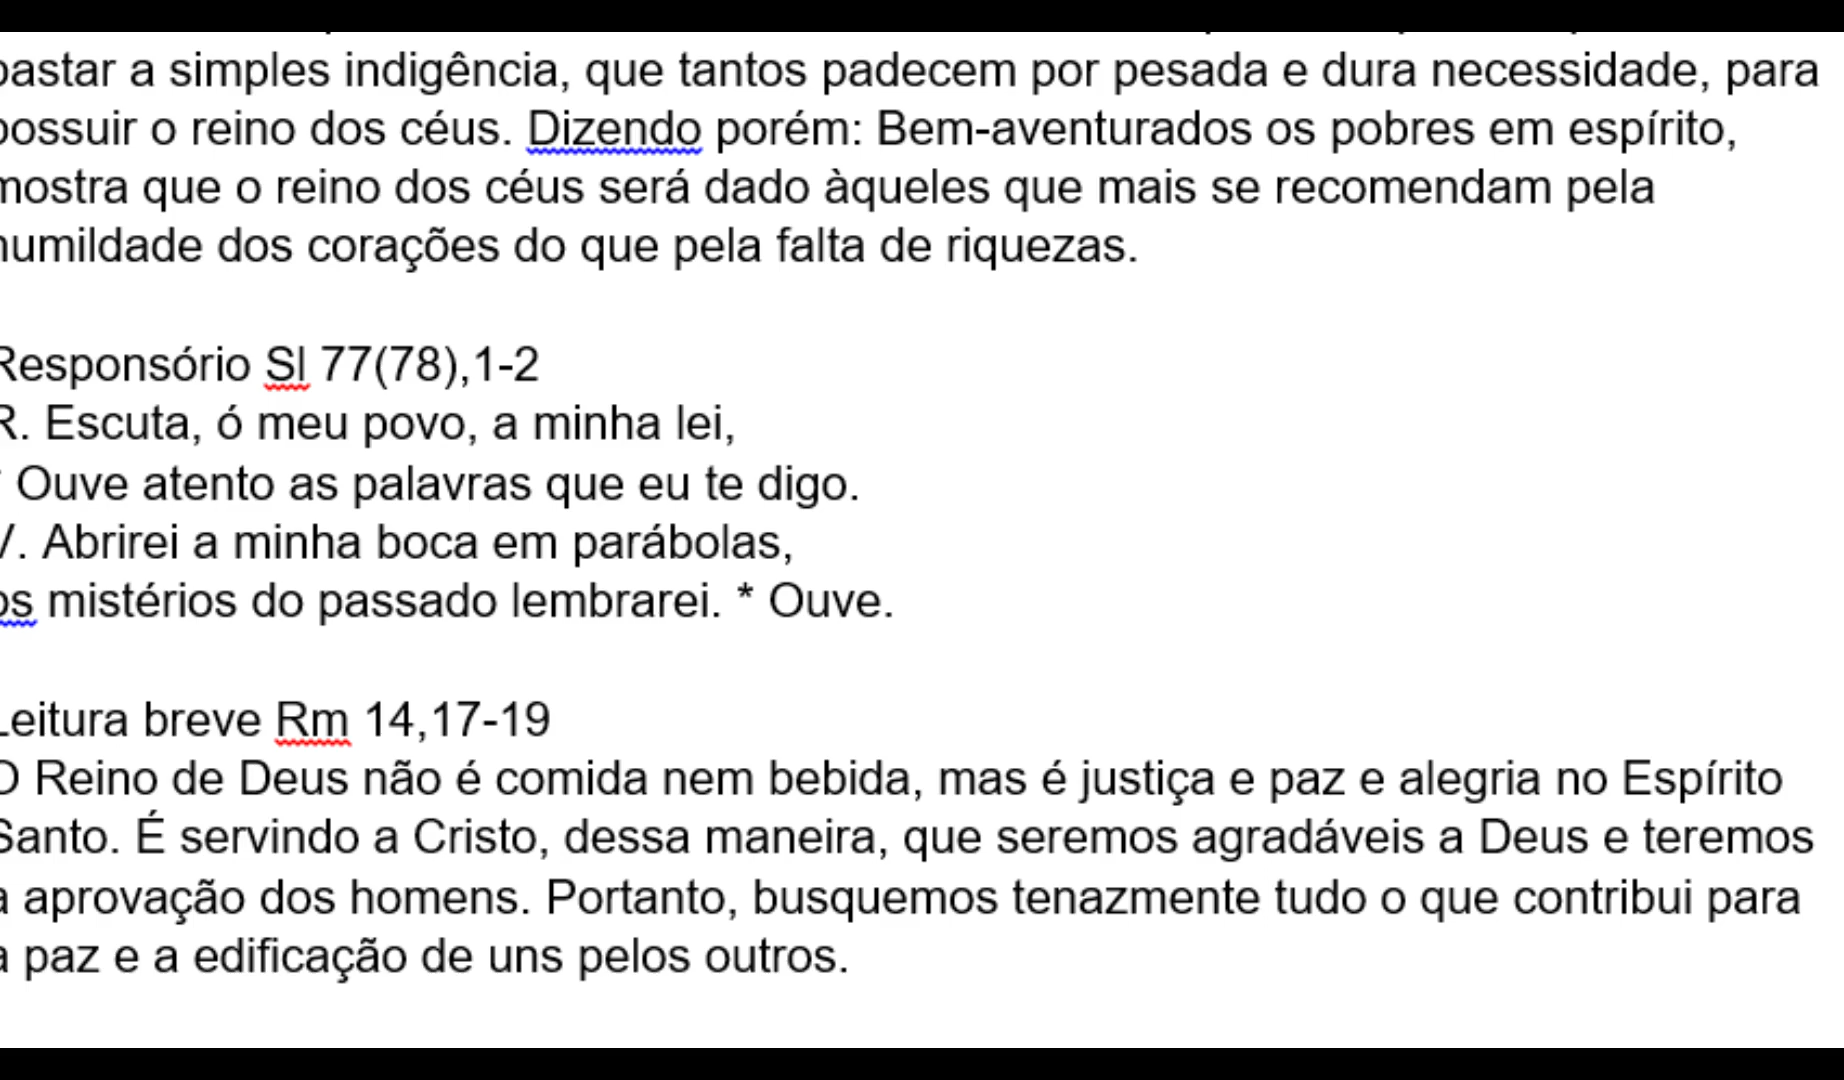 bastar a simples indigência, que tantos padecem por pesada e dura necessidade, para
possuir o reino dos céus. Dizendo porém: Bem-aventurados os pobres em espírito,
mostra que o reino dos céus será dado àqueles que mais se recomendam pela
humildade dos corações do que pela falta de riquezas.
Responsório Sl 77(78),1-2
R. Escuta, ó meu povo, a minha lei,
* Ouve atento as palavras que eu te digo.
V. Abrirei a minha boca em parábolas,
os mistérios do passado lembrarei. * Ouve.
Leitura breve Rm 14,17-19
O Reino de Deus não é comida nem bebida, mas é justiça e paz e alegria no Espírito
Santo. É servindo a Cristo, dessa maneira, que seremos agradáveis a Deus e teremos
a aprovação dos homens. Portanto, busquemos tenazmente tudo o que contribui para
a paz e a edificação de uns pelos outros.